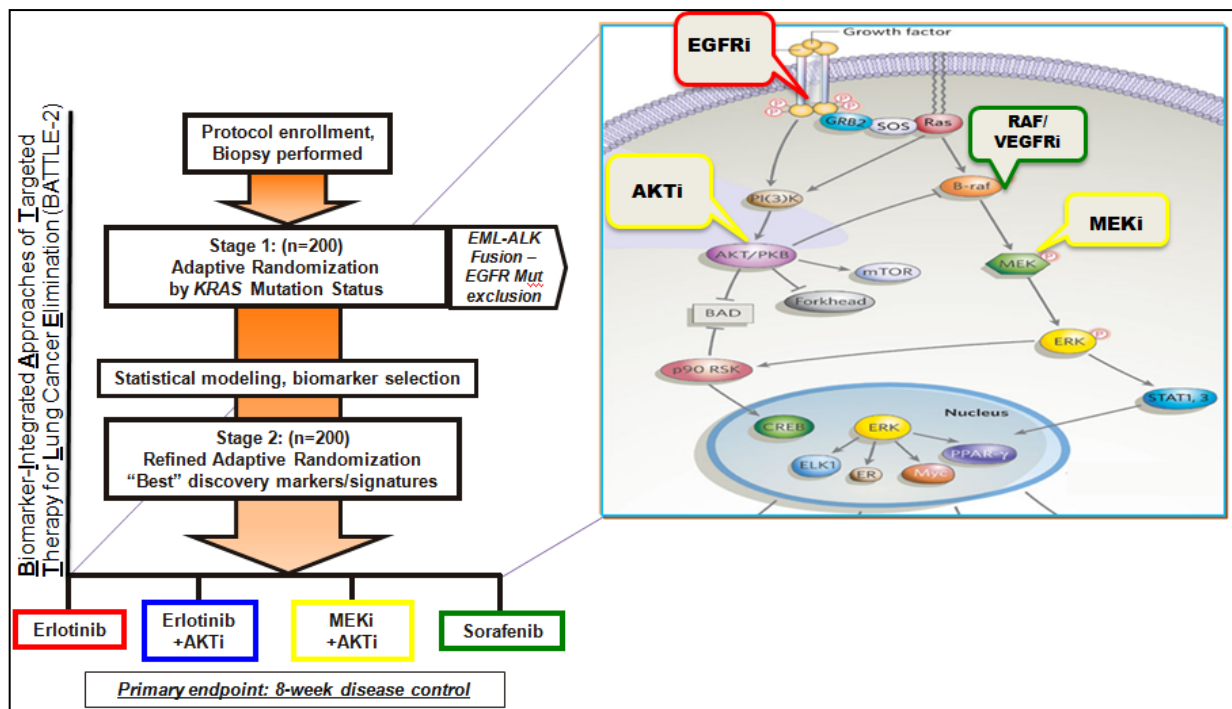 Biomarker-Integrated Approaches of Targeted
Therapy for Lung Cancer Elimination (BATTLE-2)
Protocol enrollment,
Biopsy performed
Stage 1: (n=200)
Adaptive Randomization
by KRAS Mutation Status
EML-ALK
Fusion –
EGFR Mut
exclusion
Statistical modeling, biomarker selection
Stage 2: (n=200)
Refined Adaptive Randomization
“Best” discovery markers/signatures
Erlotinib
Erlotinib
+AKTi
MEKi
+AKTi
Sorafenib
Primary endpoint: 8-week disease control
EGFRi
Growth factor
P
P
P
P
P
GRB2
SOS
Ras
RAF/
VEGFRi
AKTi
PI(3)K
B-raf
MEKi
AKT/PKB
mTOR
MEK
P
Forkhead
BAD
ERK
P
p90 RSK
STAT1, 3
Nucleus
CREB
ERK
PPAR-γ
ELK1
ER
Myc